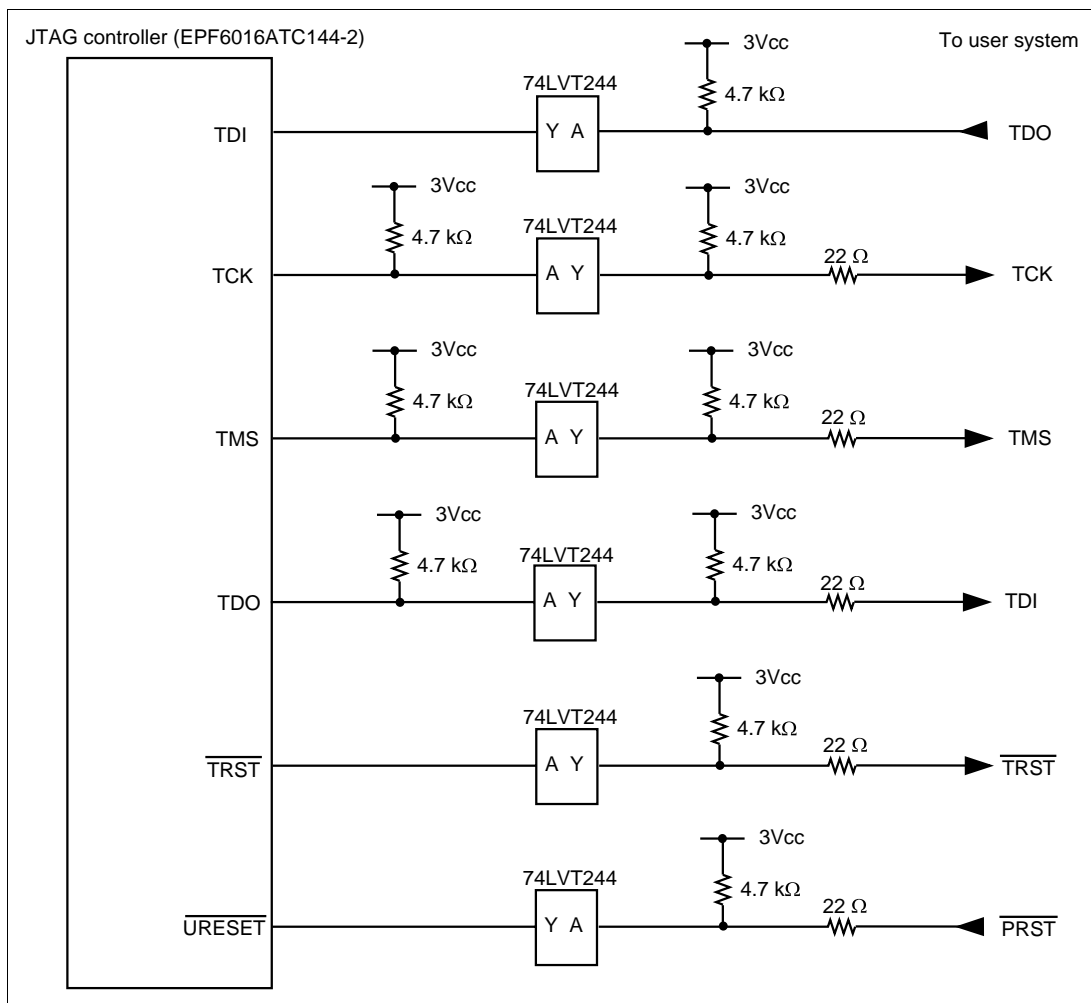 JTAG controller (EPF6016ATC144-2)
To user system
3Vcc
74LVT244
4.7 kΩ
TDI
Y A
TDO
3Vcc
3Vcc
74LVT244
4.7 kΩ
4.7 kΩ
22 Ω
TCK
A Y
TCK
3Vcc
3Vcc
74LVT244
4.7 kΩ
4.7 kΩ
22 Ω
TMS
A Y
TMS
3Vcc
3Vcc
74LVT244
4.7 kΩ
4.7 kΩ
22 Ω
TDO
A Y
TDI
3Vcc
74LVT244
4.7 kΩ
22 Ω
TRST
A Y
TRST
3Vcc
74LVT244
4.7 kΩ
22 Ω
URESET
Y A
PRST